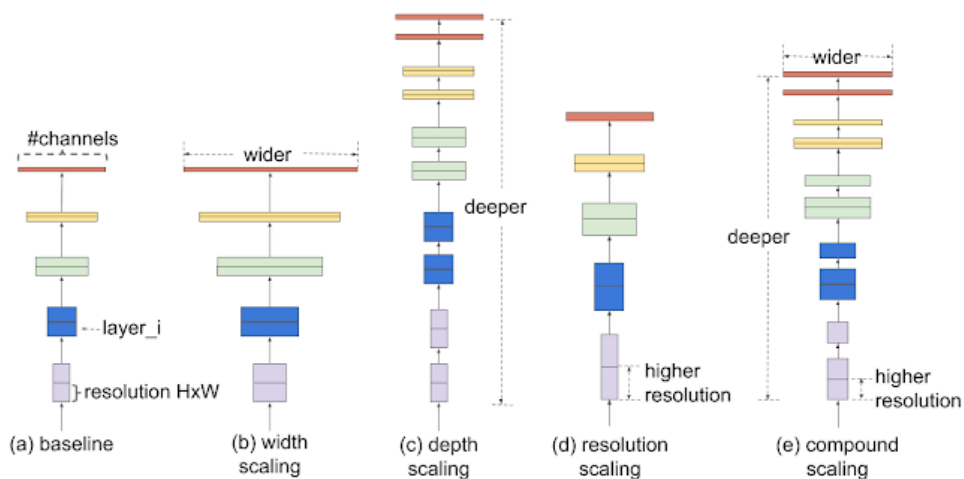 #channels
layer_i
resolution HxW
(a) baseline
wider
(b) width
scaling
deeper
(c) depth
scaling
higher
resolution
(d) resolution
scaling
wider
deeper
higher
resolution
(e) compound
scaling